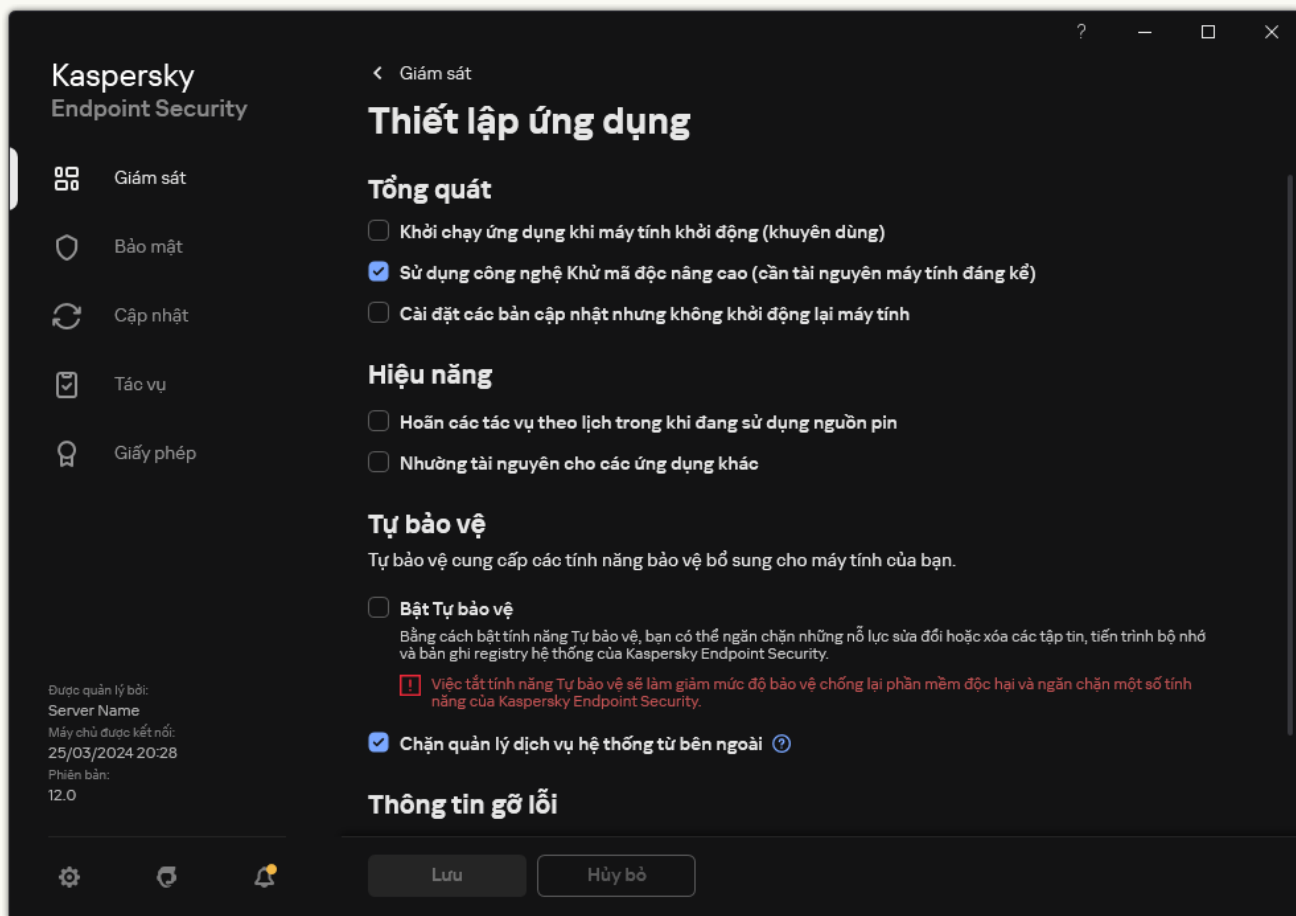 Kaspersky
Endpoint Security
Giám sát
Bảo mật
Cập nhật
Tác vụ
Giấy phép
Được quản lý bởi:
Server Name
Máy chủ được kết nối:
25/03/2024 20:28
Phiên bản:
12.0
?
Giám sát
Thiết lập ứng dụng
Tổng quát
Khởi chạy ứng dụng khi máy tính khởi động (khuyên dùng)
Sử dụng công nghệ Khử mã độc nâng cao (cần tài nguyên máy tính đáng kể)
Cài đặt các bản cập nhật nhưng không khởi động lại máy tính
Hiệu năng
Hoãn các tác vụ theo lịch trong khi đang sử dụng nguồn pin
Nhường tài nguyên cho các ứng dụng khác
Tự bảo vệ
Tự bảo vệ cung cấp các tính năng bảo vệ bổ sung cho máy tính của bạn.
Bật Tự bảo vệ
Bằng cách bật tính năng Tự bảo vệ, bạn có thể ngăn chặn những nỗ lực sửa đổi hoặc xóa các tập tin, tiến trình bộ nhớ
và bản ghi registry hệ thống của Kaspersky Endpoint Security.
! Việc tắt tính năng Tự bảo vệ sẽ làm giảm mức độ bảo vệ chống lại phần mềm độc hại và ngăn chặn một số tính
năng của Kaspersky Endpoint Security.
Chặn quản lý dịch vụ hệ thống từ bên ngoài ?
Thông tin gỡ lỗi
Lưu
Hủy bỏ